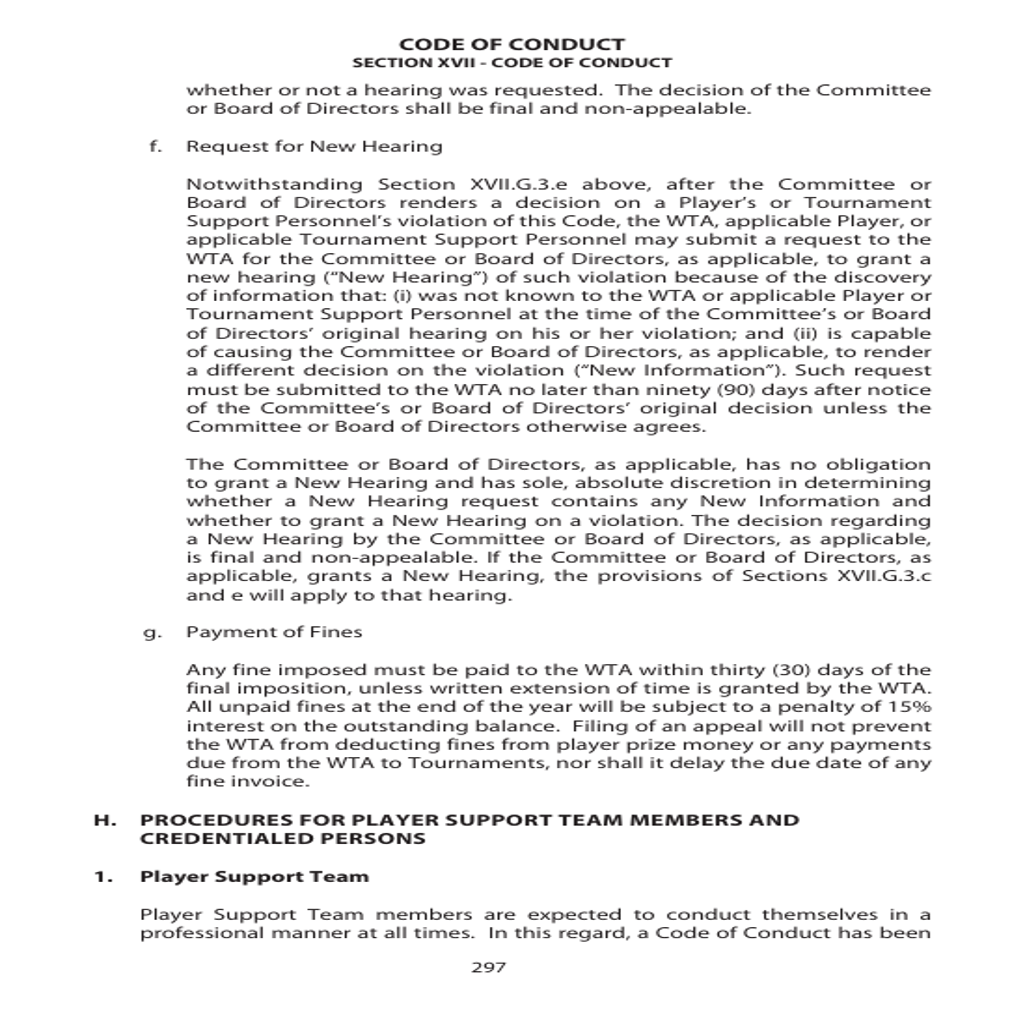 CODE OF CONDUCT
SECTION XVII - CODE OF CONDUCT
whether or not a hearing was requested.  The decision of the Committee
or Board of Directors shall be final and non-appealable.
f. Request for New Hearing
Notwithstanding Section XVII.G.3.e above, after the Committee or
Board of Directors renders a decision on a Player’s or Tournament
Support Personnel’s violation of this Code, the WTA, applicable Player, or
applicable Tournament Support Personnel may submit a request to the
WTA for the Committee or Board of Directors, as applicable, to grant a
new hearing (“New Hearing”) of such violation because of the discovery
of information that: (i) was not known to the WTA or applicable Player or
Tournament Support Personnel at the time of the Committee’s or Board
of Directors’ original hearing on his or her violation; and (ii) is capable
of causing the Committee or Board of Directors, as applicable, to render
a different decision on the violation (“New Information”). Such request
must be submitted to the WTA no later than ninety (90) days after notice
of the Committee’s or Board of Directors’ original decision unless the
Committee or Board of Directors otherwise agrees.
The Committee or Board of Directors, as applicable, has no obligation
to grant a New Hearing and has sole, absolute discretion in determining
whether a New Hearing request contains any New Information and
whether to grant a New Hearing on a violation. The decision regarding
a New Hearing by the Committee or Board of Directors, as applicable,
is final and non-appealable. If the Committee or Board of Directors, as
applicable, grants a New Hearing, the provisions of Sections XVII.G.3.c
and e will apply to that hearing.
g. Payment of Fines
Any fine imposed must be paid to the WTA within thirty (30) days of the
final imposition, unless written extension of time is granted by the WTA.
All unpaid fines at the end of the year will be subject to a penalty of 15%
interest on the outstanding balance.  Filing of an appeal will not prevent
the WTA from deducting fines from player prize money or any payments
due from the WTA to Tournaments, nor shall it delay the due date of any
fine invoice.
H. PROCEDURES FOR PLAYER SUPPORT TEAM MEMBERS AND
CREDENTIALED PERSONS
1. Player Support Team
Player Support Team members are expected to conduct themselves in a
professional manner at all times.  In this regard, a Code of Conduct has been
297